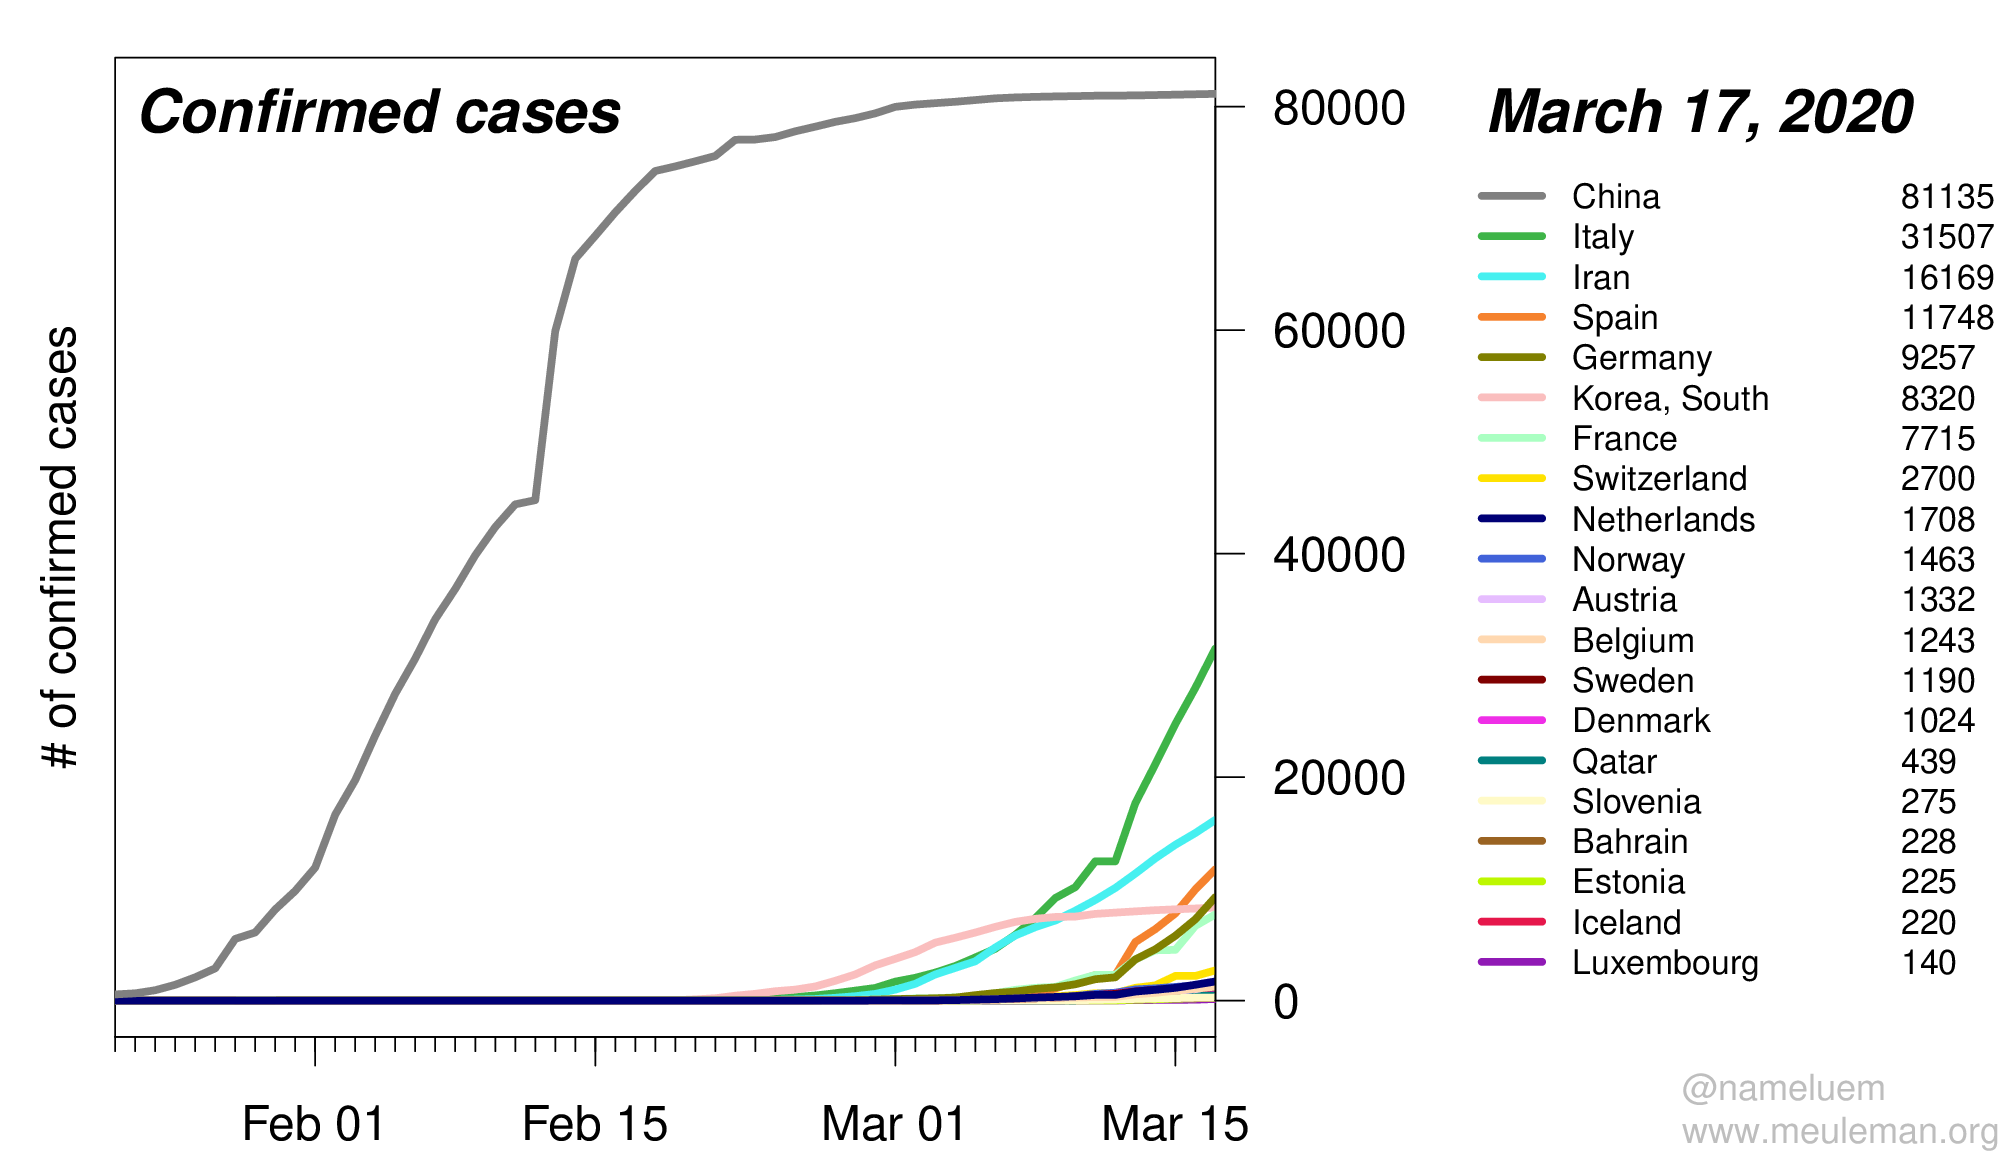 Confirmed cases
March 17, 2020
# of confirmed cases
80000
60000
40000
20000
0
Feb 01
Feb 15
Mar 01
Mar 15
China 81135
Italy 31507
Iran 16169
Spain 11748
Germany 9257
Korea, South 8320
France 7715
Switzerland 2700
Netherlands 1708
Norway 1463
Austria 1332
Belgium 1243
Sweden 1190
Denmark 1024
Qatar 439
Slovenia 275
Bahrain 228
Estonia 225
Iceland 220
Luxembourg 140
@nameluem
www.meuleman.org